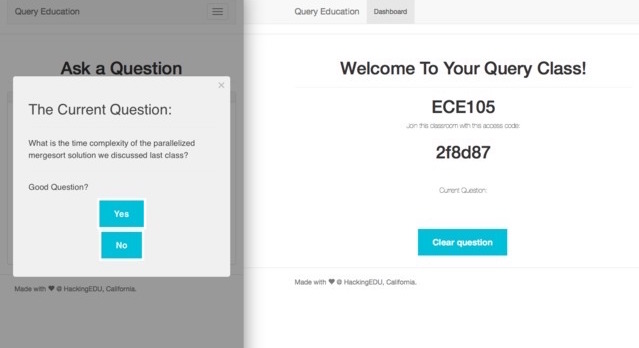 Query Education
Ask a Question
×
The Current Question:
What is the time complexity of the parallelized
mergesort solution we discussed last class?
Good Question?
Yes
No
Made with ❤ @ HackingEDU, California.
Query Education
Dashboard
Welcome To Your Query Class!
ECE105
Join this classroom with this access code:
2f8d87
Current Question:
Clear question
Made with ❤ @ HackingEDU, California.